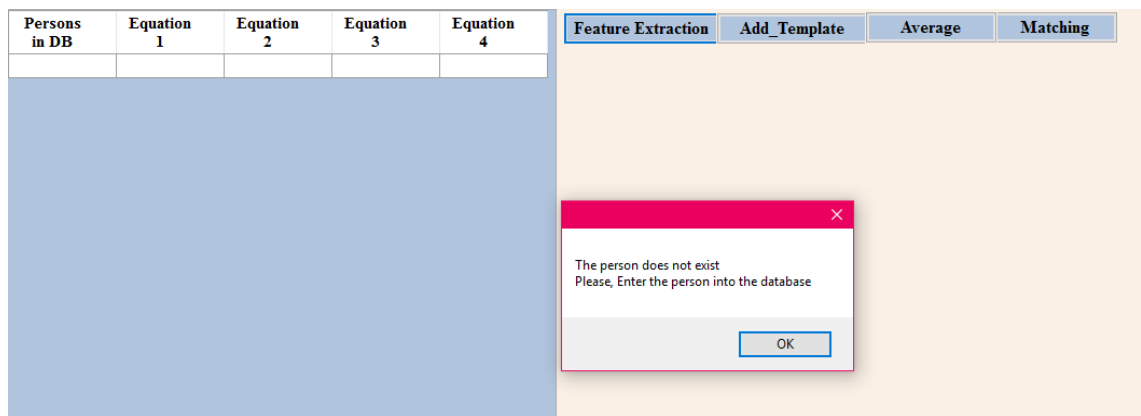 Persons in DB Equation 1 Equation 2 Equation 3 Equation 4
Feature Extraction Add_Template Average Matching
The person does not exist
Please, Enter the person into the database
OK